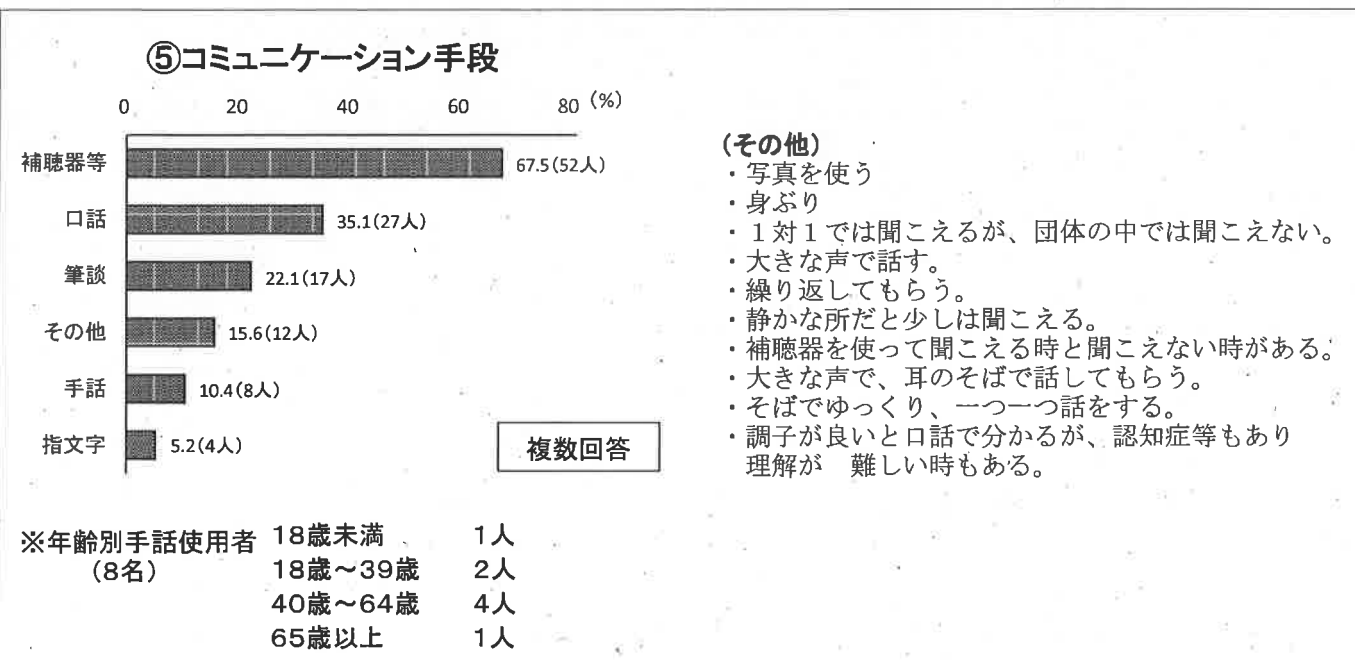 ⑤コミュニケーション手段
0 20 40 60 80 (%)
補聴器等 67.5(52人)
口話 35.1(27人)
筆談 22.1(17人)
その他 15.6(12人)
手話 10.4(8人)
指文字 5.2(4人)
複数回答
(その他)
・写真を使う
・身ぶり
・1対1では聞こえるが、団体の中では聞こえない。
・大きな声で話す。
・繰り返してもらう。
・静かな所だと少しは聞こえる。
・補聴器を使って聞こえる時と聞こえない時がある。
・大きな声で、耳のそばで話してもらう。
・そばでゆっくり、一つ一つ話をする。
・調子が良いと口話で分かるが、認知症等もあり
理解が 難しい時もある。
※年齢別手話使用者 18歳未満 1人
(8名) 18歳～39歳 2人
40歳～64歳 4人
65歳以上 1人